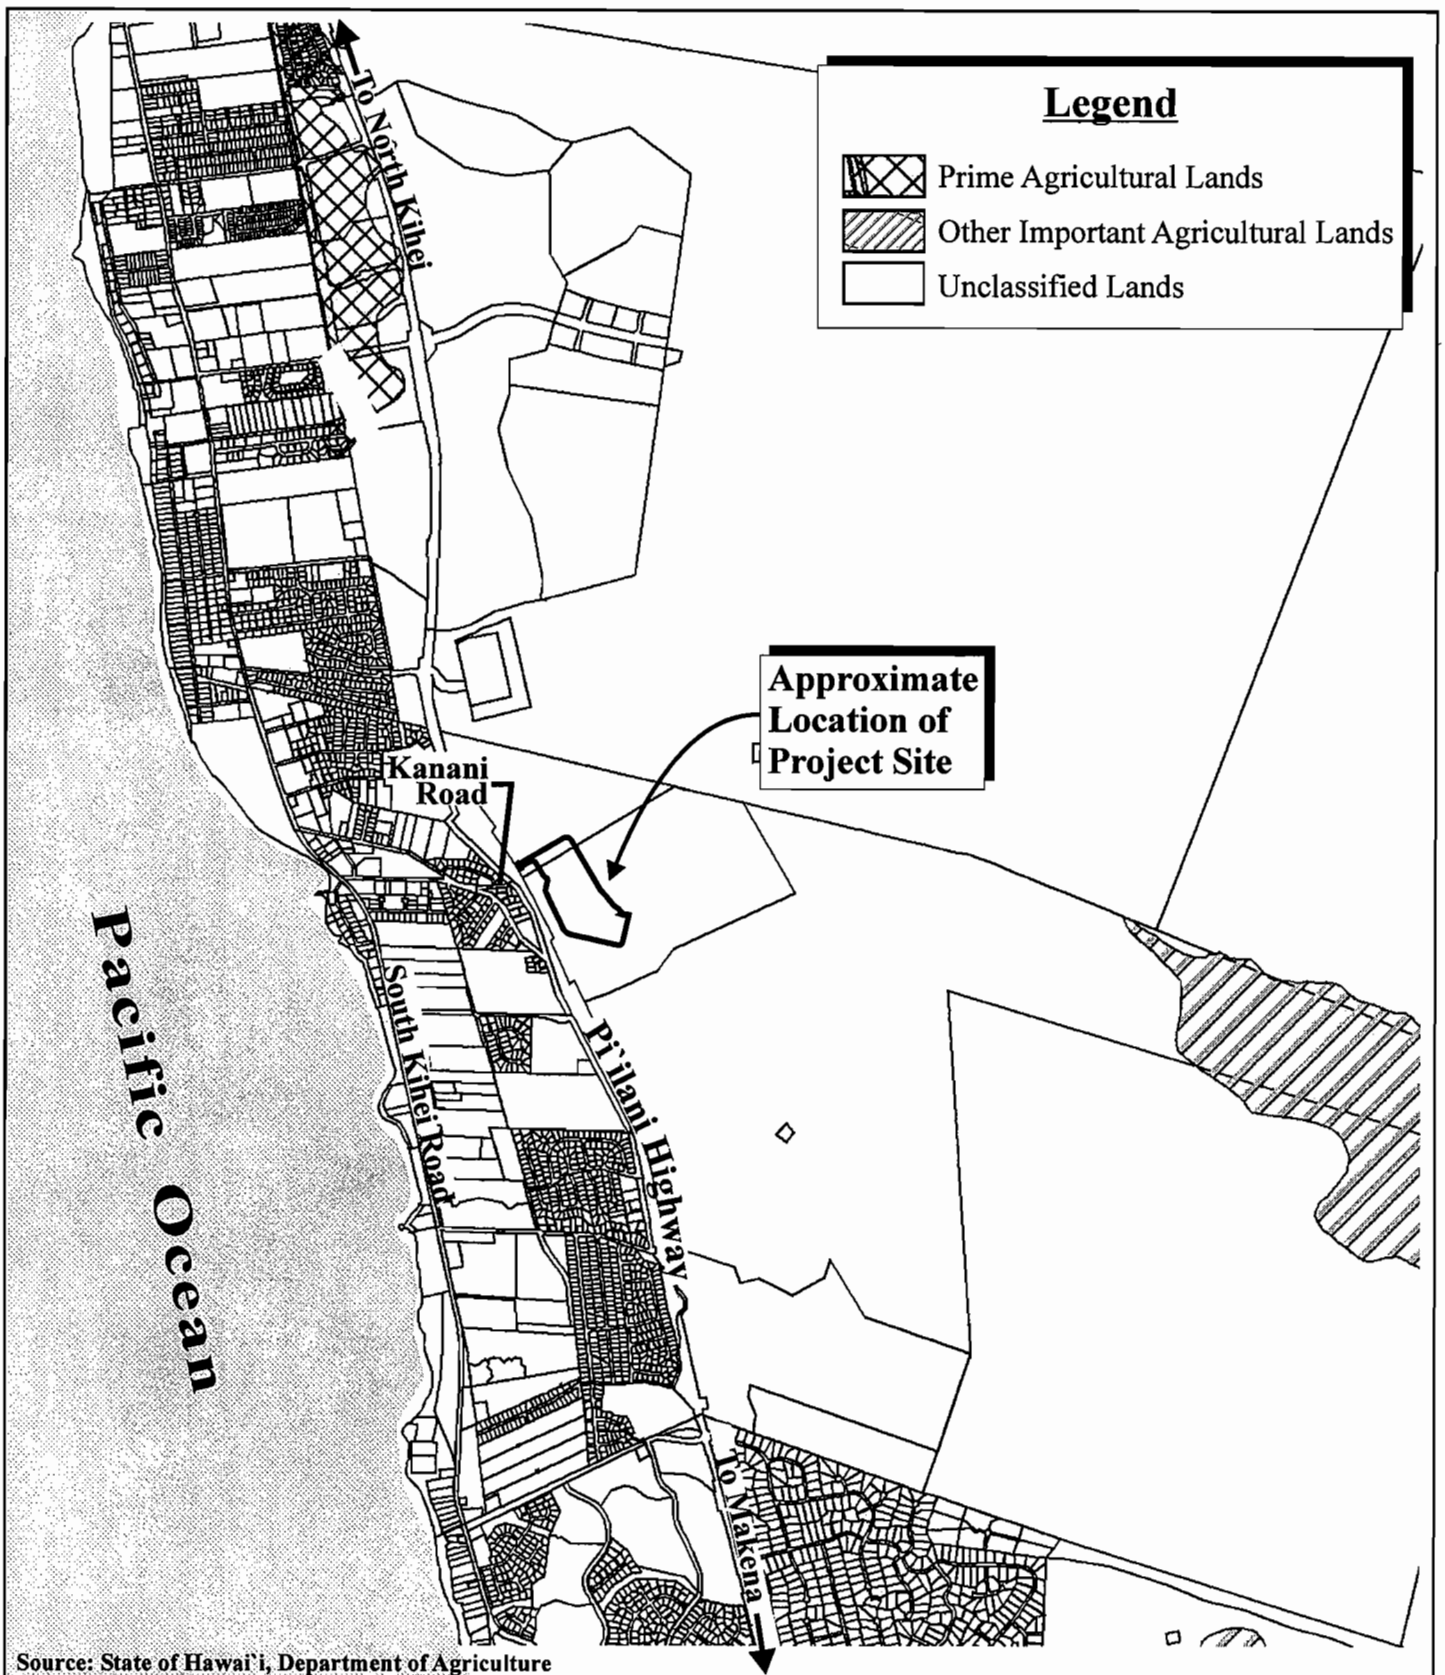 To North Kihei
Legend
Prime Agricultural Lands
Other Important Agricultural Lands
Unclassified Lands
Approximate
Location of
Project Site
Kanani
Road
Pacific Ocean
South Kihei Road
Pi`ilani Highway
To Makena
Source: State of Hawai`i, Department of Agriculture